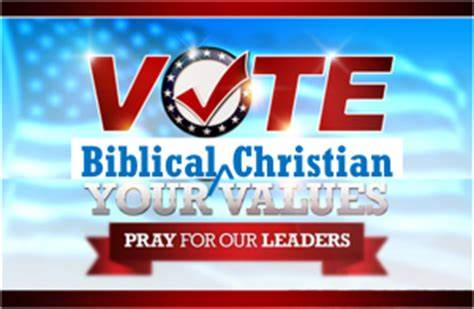 VOTE
Biblical Christian
YOUR VALUES
PRAY FOR OUR LEADERS